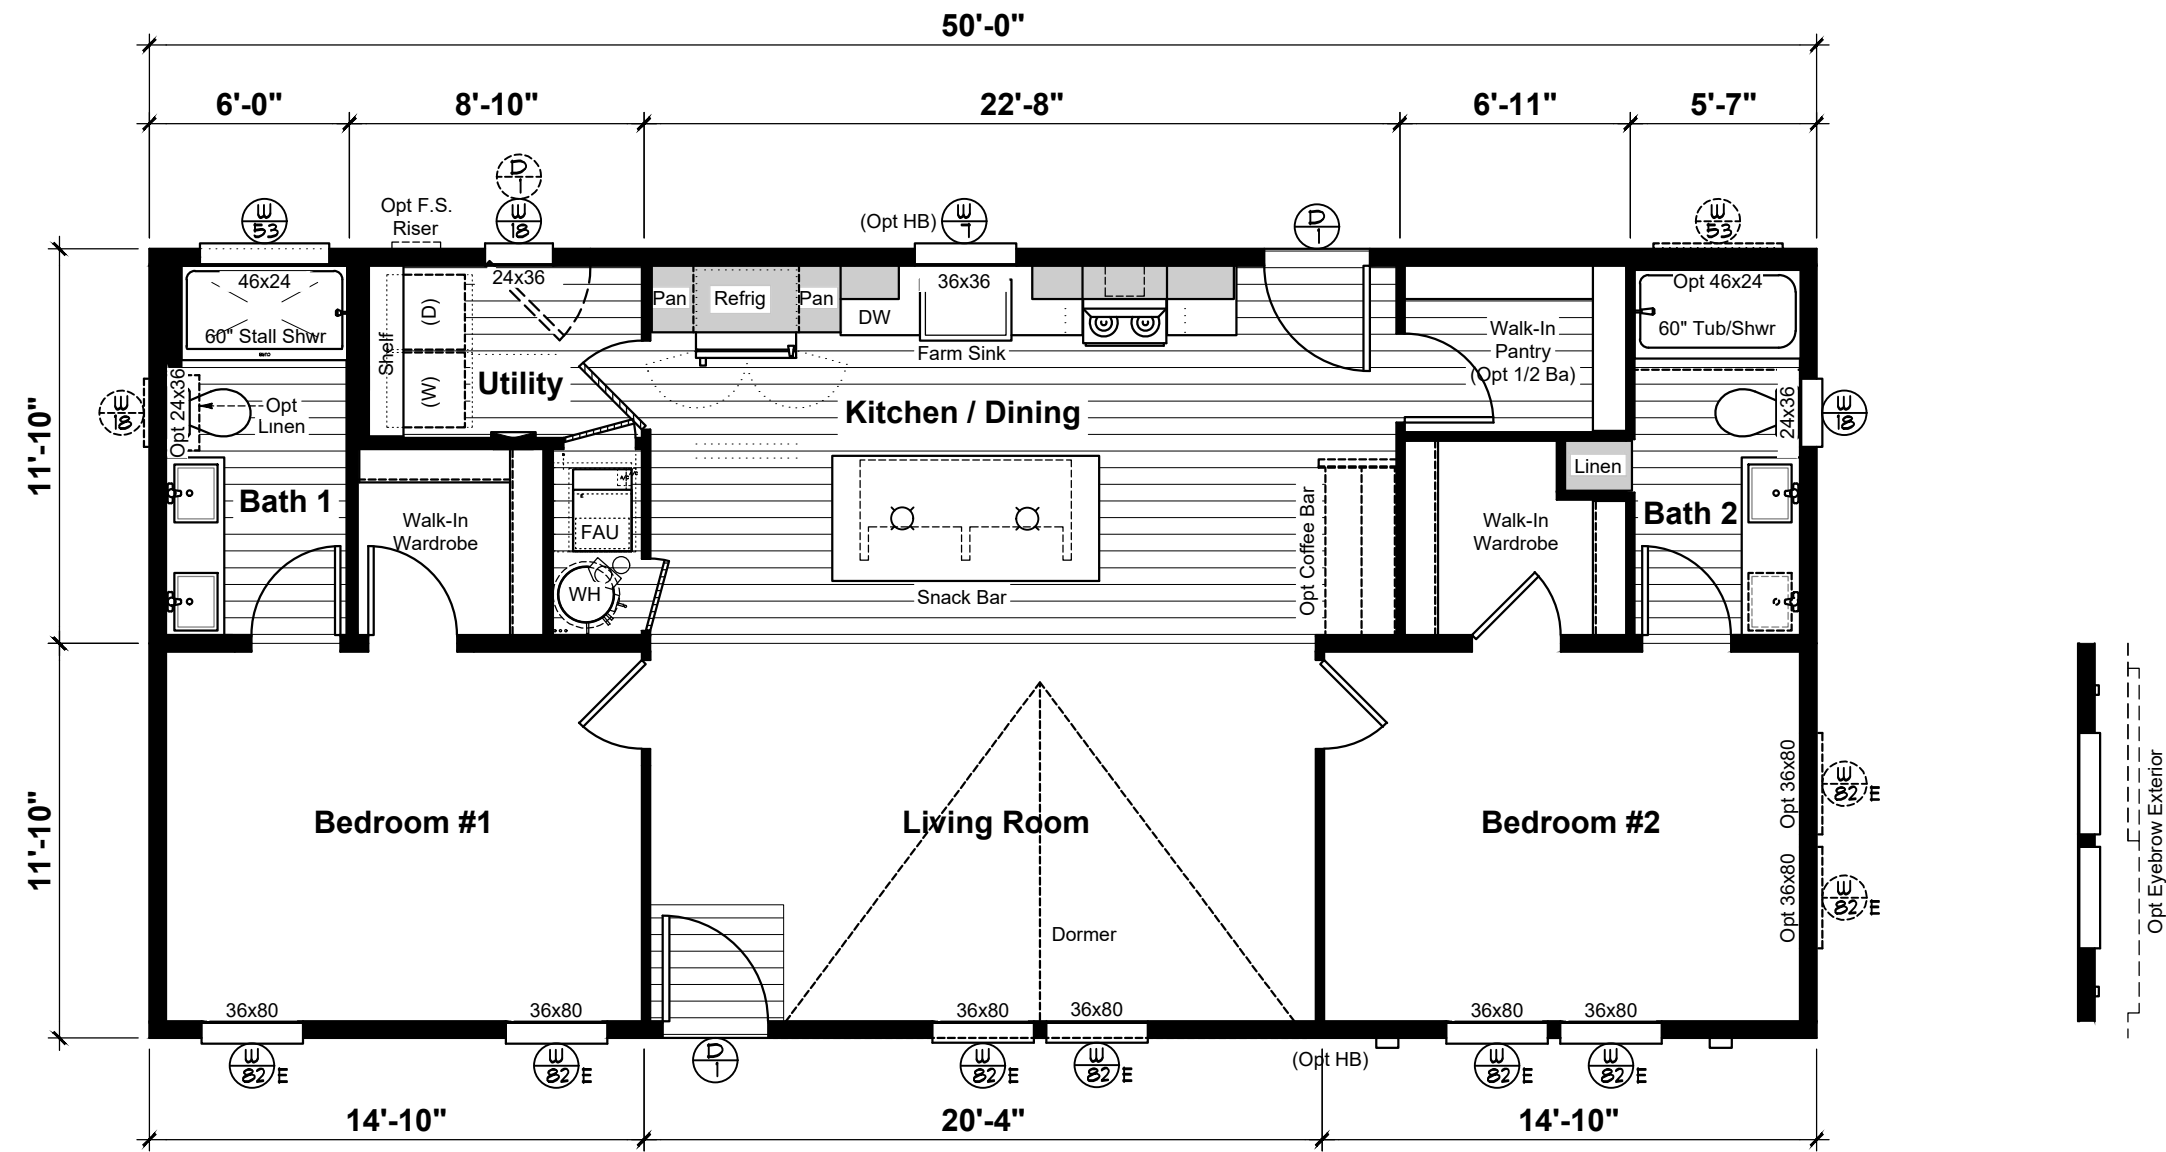 50'-0"
6'-0"
8'-10"
22'-8"
6'-11"
5'-7"
D
1
Opt F.S.
Riser
W
53
W
18
(Opt HB)
W
7
D
1
W
53
46x24
60" Stall Shwr
24x36
Shelf
(D)
(W)
Utility
Pan
Refrig
Pan
DW
36x36
Farm Sink
Kitchen / Dining
Walk-In
Pantry
(Opt 1/2 Ba)
Opt 46x24
60" Tub/Shwr
18
Opt 24x36
Opt
Linen
24x36
W
18
11'-10"
Bath 1
Walk-In
Wardrobe
FAU
WH
Snack Bar
Opt Coffee Bar
Walk-In
Wardrobe
Linen
Bath 2
11'-10"
Bedroom #1
Living Room
Bedroom #2
Dormer
Opt 36x80
W
82 E
Opt 36x80
W
82 E
Opt Eyebrow Exterior
36x80
36x80
36x80
36x80
36x80
36x80
W
82 E
W
82 E
D
1
W
82 E
W
82 E
(Opt HB)
W
82 E
W
82 E
14'-10"
20'-4"
14'-10"